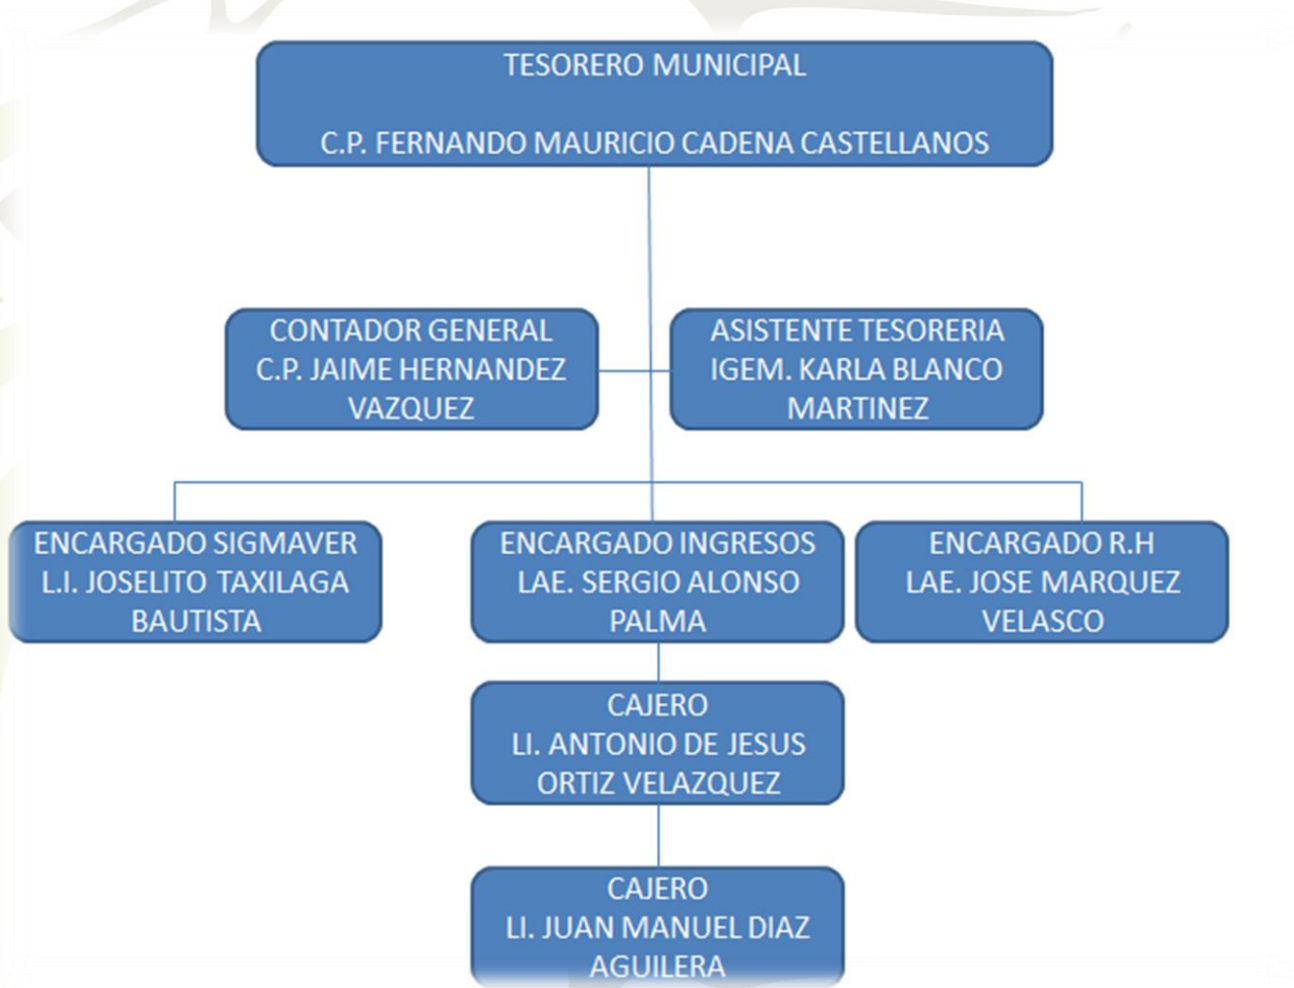 TESORERO MUNICIPAL
C.P. FERNANDO MAURICIO CADENA CASTELLANOS
CONTADOR GENERAL
C.P. JAIME HERNANDEZ
VAZQUEZ
ASISTENTE TESORERIA
IGEM. KARLA BLANCO
MARTINEZ
ENCARGADO SIGMAVER
L.I. JOSELITO TAXILAGA
BAUTISTA
ENCARGADO INGRESOS
LAE. SERGIO ALONSO
PALMA
ENCARGADO R.H
LAE. JOSE MARQUEZ
VELASCO
CAJERO
LI. ANTONIO DE JESUS
ORTIZ VELAZQUEZ
CAJERO
LI. JUAN MANUEL DIAZ
AGUILERA